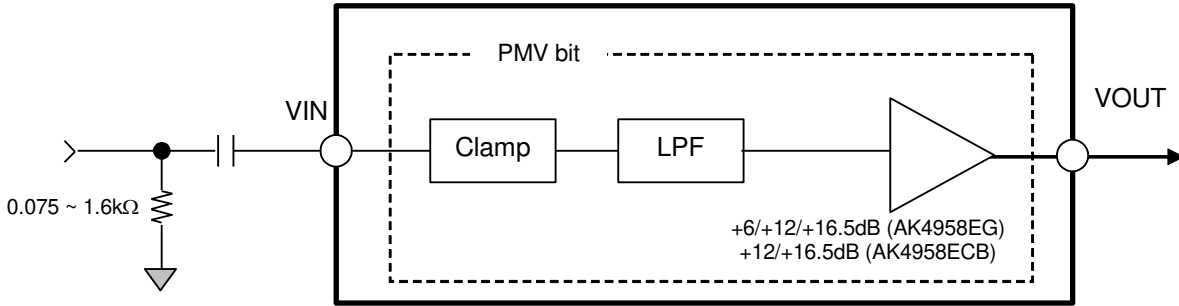 PMV bit
VIN
VOUT
Clamp
LPF
0.075 ~ 1.6kΩ
+6/+12/+16.5dB (AK4958EG)
+12/+16.5dB (AK4958ECB)